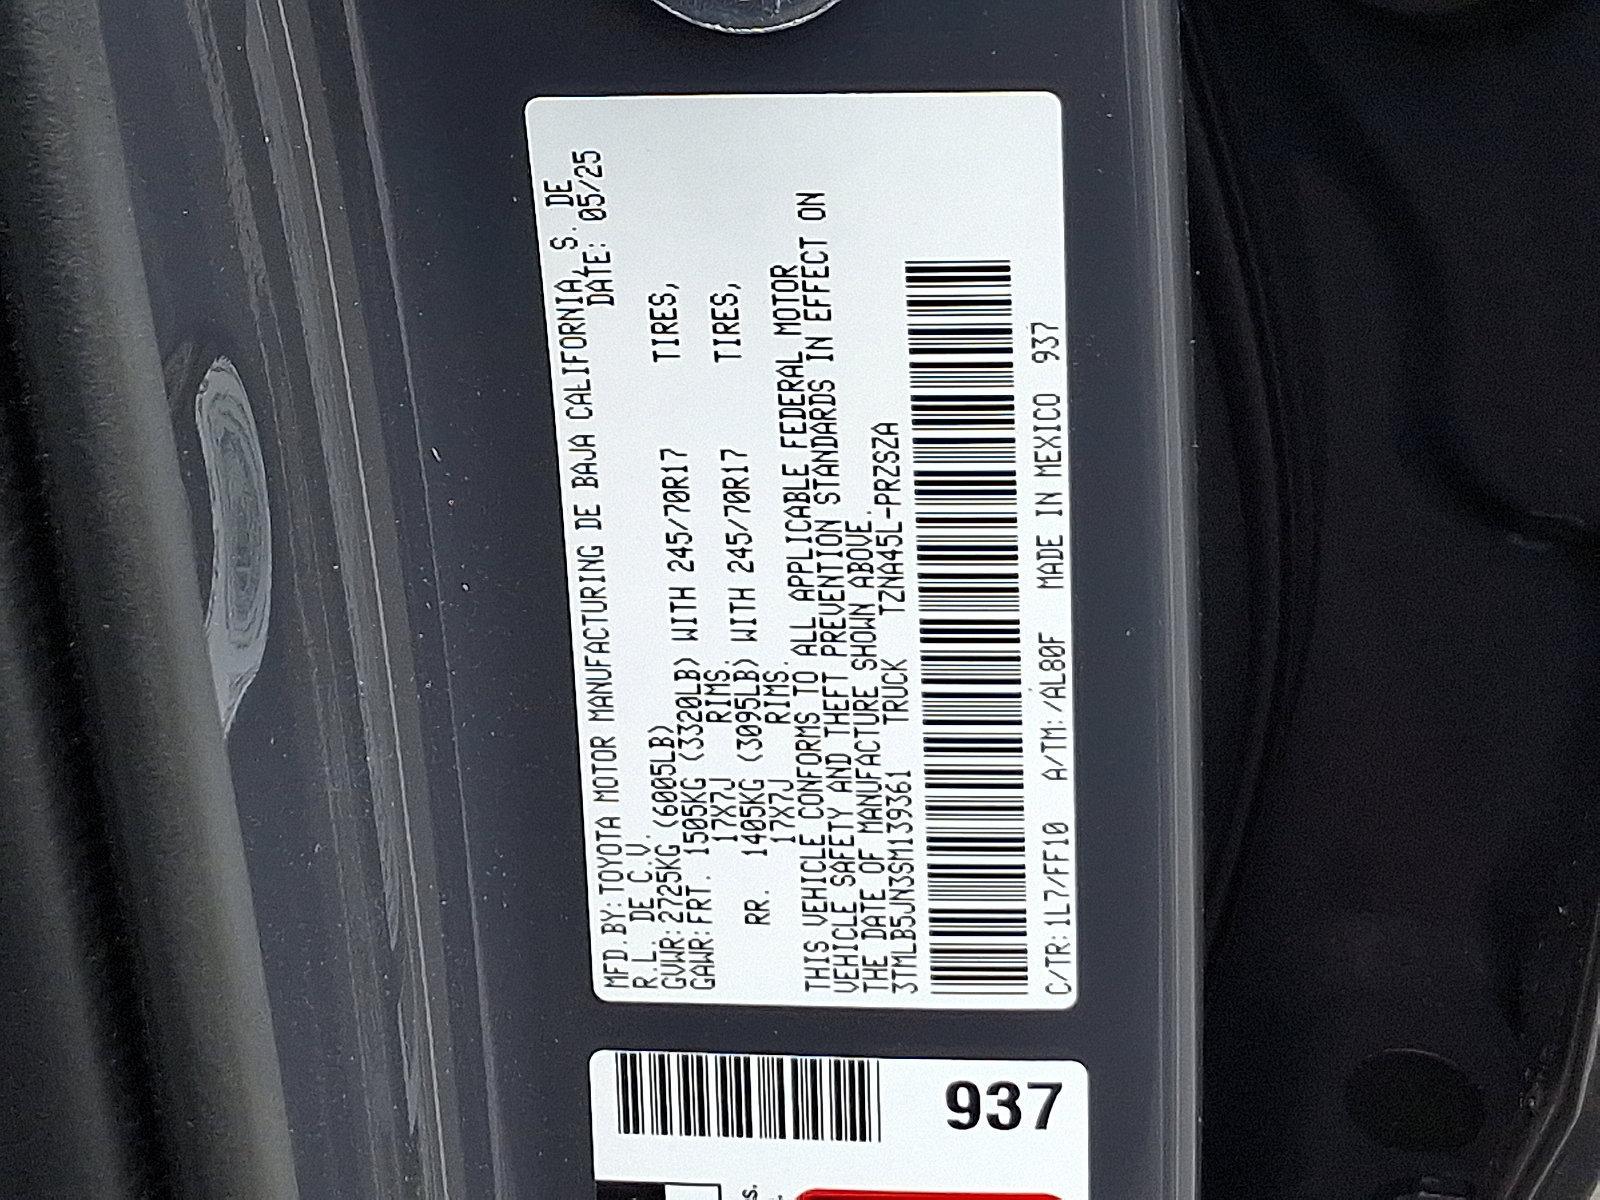 MFD.BY:TOYOTA MOTOR MANUFACTURING DE BAJA CALIFORNIA, S. DE
R.L. DE C.V. DATE: 05/25
GVWR:2725KG (6005LB)
GAWR:FRT. 1505KG (3320LB) WITH 245/70R17 TIRES,
17X7J RIMS.
RR. 1405KG (3095LB) WITH 245/70R17 TIRES,
17X7J RIMS.
THIS VEHICLE CONFORMS TO ALL APPLICABLE FEDERAL MOTOR
VEHICLE SAFETY AND THEFT PREVENTION STANDARDS IN EFFECT ON
THE DATE OF MANUFACTURE SHOWN ABOVE.
3TMLB5JN3SM139361 TRUCK TZNA45L-PRZSZA
C/TR:1L7/FF10 A/TM:/AL80F MADE IN MEXICO 937
937